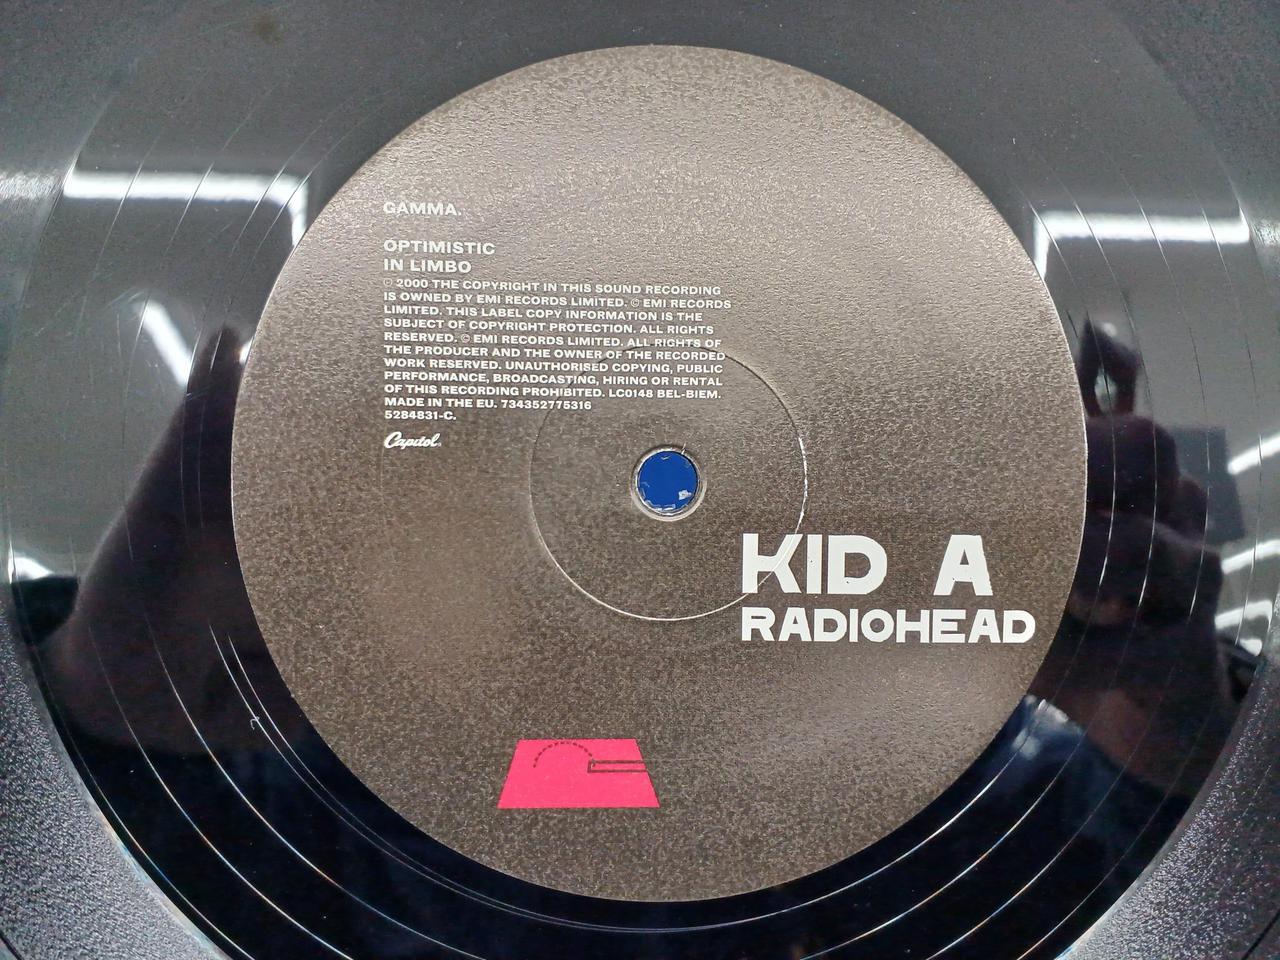 GAMMA.
OPTIMISTIC
IN LIMBO
℗ 2000 THE COPYRIGHT IN THIS SOUND RECORDING
IS OWNED BY EMI RECORDS LIMITED. © EMI RECORDS
LIMITED. THIS LABEL COPY INFORMATION IS THE
SUBJECT OF COPYRIGHT PROTECTION. ALL RIGHTS
RESERVED. © EMI RECORDS LIMITED. ALL RIGHTS OF
THE PRODUCER AND THE OWNER OF THE RECORDED
WORK RESERVED. UNAUTHORISED COPYING, PUBLIC
PERFORMANCE, BROADCASTING, HIRING OR RENTAL
OF THIS RECORDING PROHIBITED. LC0148 BEL-BIEM.
MADE IN THE EU. 734352775316
5284831-C.
Capitol®
KID A
RADIOHEAD